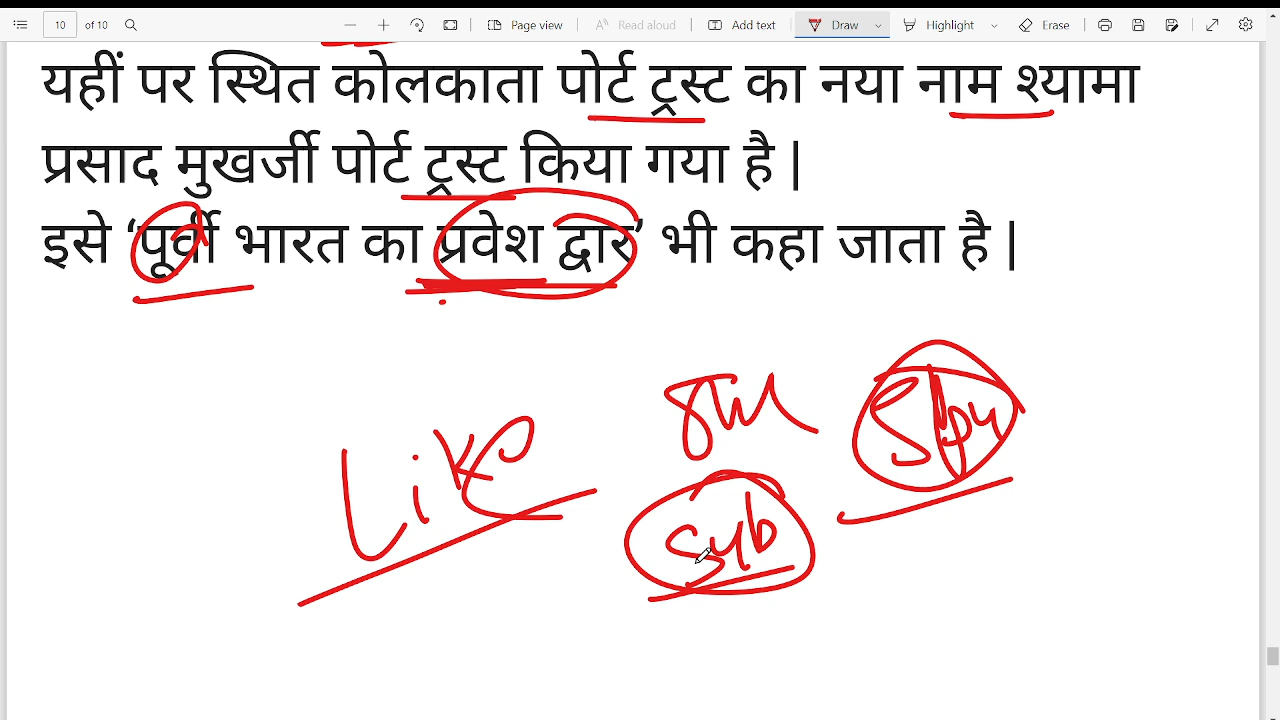 10 of 10 Page view Read aloud Add text Draw Highlight Erase
यहीं पर स्थित कोलकाता पोर्ट ट्रस्ट का नया नाम श्यामा
प्रसाद मुखर्जी पोर्ट ट्रस्ट किया गया है |
इसे ‘पूर्वी भारत का प्रवेश द्वार’ भी कहा जाता है |
Like